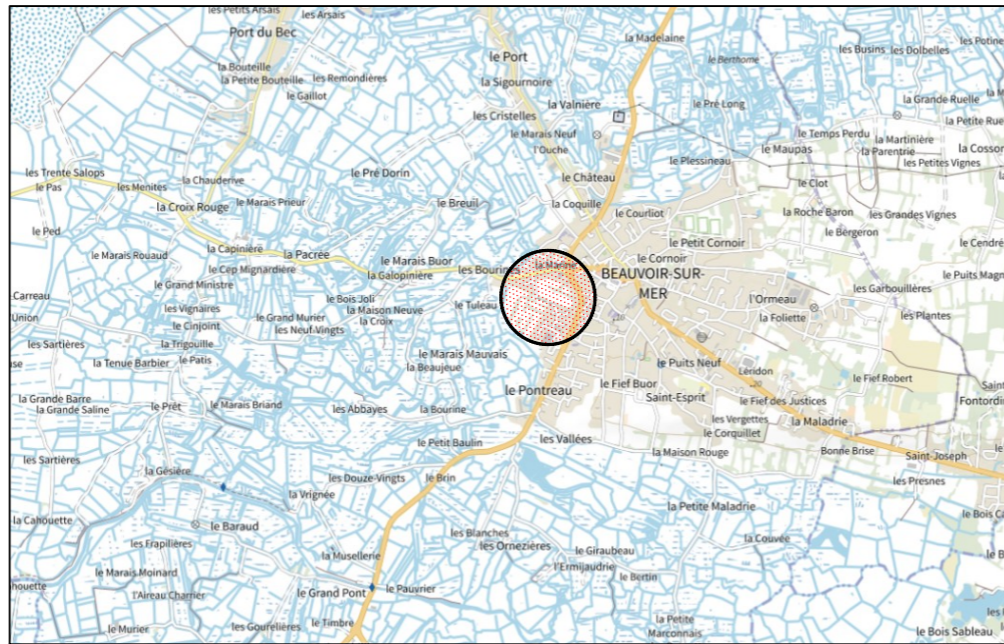 les Petits Arsais
les Arsais
Port du Bec
la Bouteille
la Petite Bouteille
les Remondières
le Gaillot
le Port
la Sigournoire
la Valnière
les Cristelles
le Marais Neuf
l'Ouche
la Madelaine
le Berthome
le Pré Long
les Busins
les Dolbelles
les Potine
la Grande Ruelle
la Petite Rue
le Temps Perdu
la Martinière
le Maupas
la Parentrie
la Cosson
les Petites Vignes
le Plessineau
les Trente Salops
le Pas
les Menites
la Chauderive
le Pré Dorin
le Château
le Clot
la Croix Rouge
le Marais Prieur
le Breuil
la Coquille
le Courliot
la Roche Baron
les Grandes Vignes
le Ped
le Bergeron
la Capinière
la Pacrée
le Petit Cornoir
le Cendré
le Marais Rouaud
le Marais Buor
le Cornoir
le Cep Mignardière
la Galopinière
les Bourines
la Marine
BEAUVOIR-SUR-
MER
le Puits Magn
le Grand Ministre
les Garbouillères
Carreau
le Bois Joli
le Tuleau
l'Ormeau
Union
les Vignaires
la Maison Neuve
la Foliette
les Plantes
le Cinjoint
le Grand Murier
la Croix
les Sartières
les Neuf-Vingts
la Trigouille
le Marais Mauvais
la Tenue Barbier
le Patis
la Beaujeue
le Puits Neuf
Léridon
le Fief Robert
le Pontreau
le Fief Buor
la Grande Barre
la Grande Saline
le Prêt
le Marais Briand
les Abbayes
la Bourine
Saint-Esprit
le Fief des Justices
Fontordin
les Vergettes
la Maladrie
le Corquillet
le Petit Baulin
les Vallées
la Maison Rouge
Bonne Brise
Saint-Joseph
les Sartières
la Gésière
les Douze-Vingts
le Brin
les Presnes
la Vrignée
la Petite Maladrie
le Bois Ca
la Cahouette
le Baraud
les Blanches
la Couvée
les Frapilières
les Ornezières
la Musellerie
le Giraubeau
l'Ermijaudrie
le Marais Moinard
le Bertin
l'Aireau Charrier
le Grand Pont
le Pauvrier
le Murier
les Gourelières
le Timbre
la Petite
Marconnais
le Bois Sableau